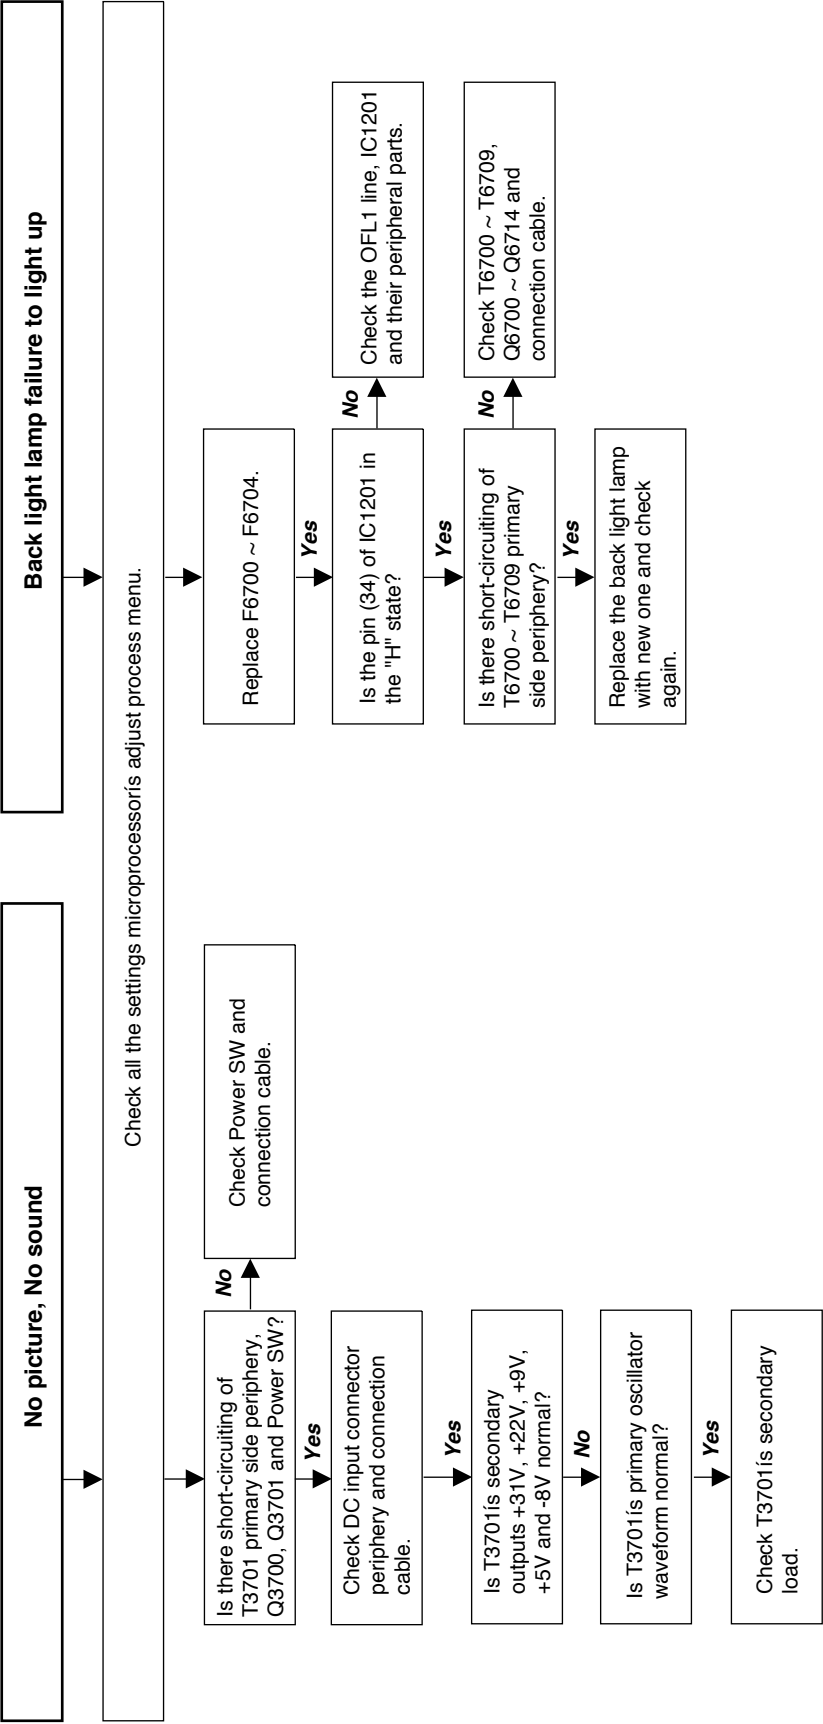 No picture, No sound
Back light lamp failure to light up
Check all the settings microprocessorís adjust process menu.
Is there short-circuiting of
T3701 primary side periphery,
Q3700, Q3701 and Power SW?
No
Check Power SW and
connection cable.
Yes
Check DC input connector
periphery and connection
cable.
Yes
Is T3701ís secondary
outputs +31V, +22V, +9V,
+5V and -8V normal?
No
Is T3701ís primary oscillator
waveform normal?
Yes
Check T3701ís secondary
load.
Replace F6700 ~ F6704.
Yes
Is the pin (34) of IC1201 in
the "H" state?
No
Check the OFL1 line, IC1201
and their peripheral parts.
Yes
Is there short-circuiting of
T6700 ~ T6709 primary
side periphery?
No
Check T6700 ~ T6709,
Q6700 ~ Q6714 and
connection cable.
Yes
Replace the back light lamp
with new one and check
again.